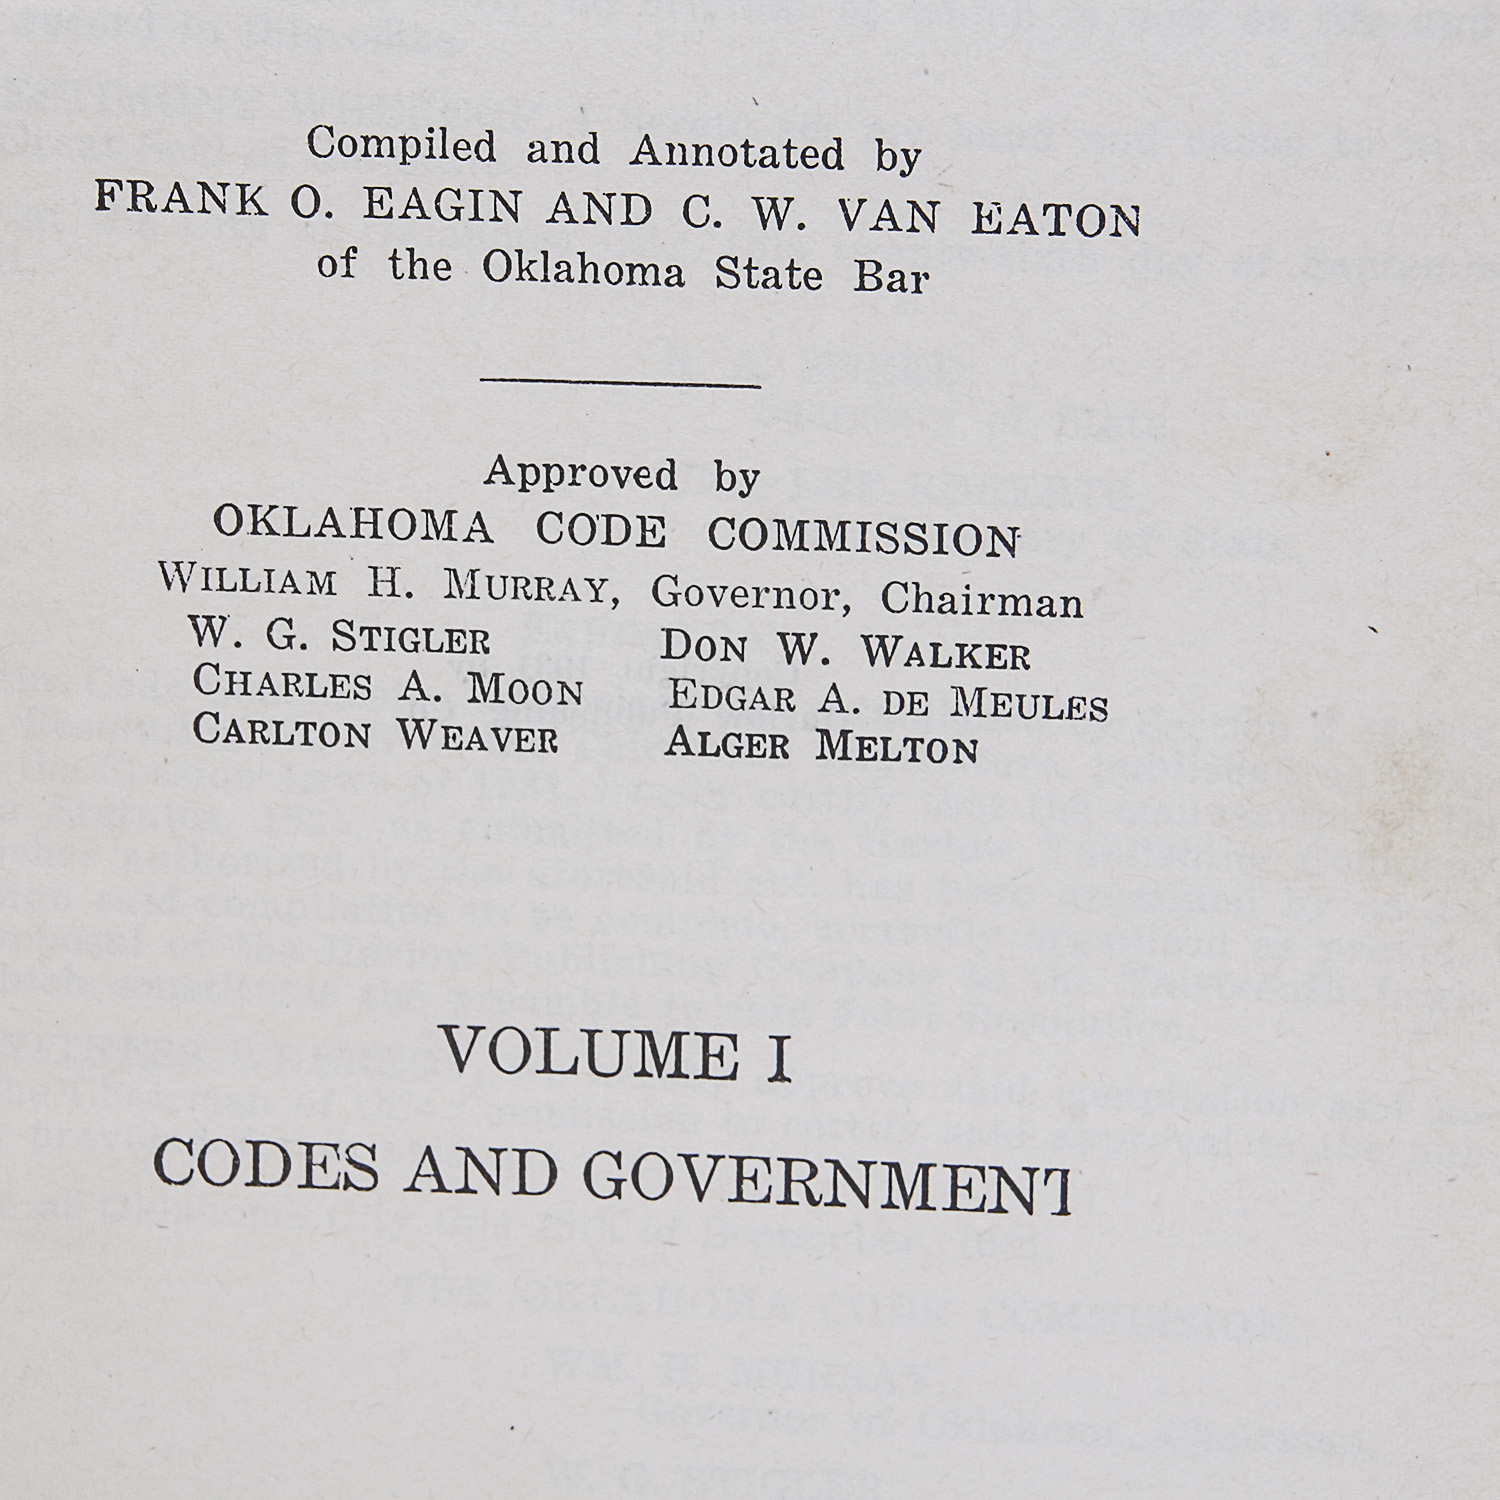 Compiled and Annotated by
FRANK O. EAGIN AND C. W. VAN EATON
of the Oklahoma State Bar
Approved by
OKLAHOMA CODE COMMISSION
WILLIAM H. MURRAY, Governor, Chairman
W. G. STIGLER DON W. WALKER
CHARLES A. MOON EDGAR A. DE MEULES
CARLTON WEAVER ALGER MELTON
VOLUME I
CODES AND GOVERNMENT